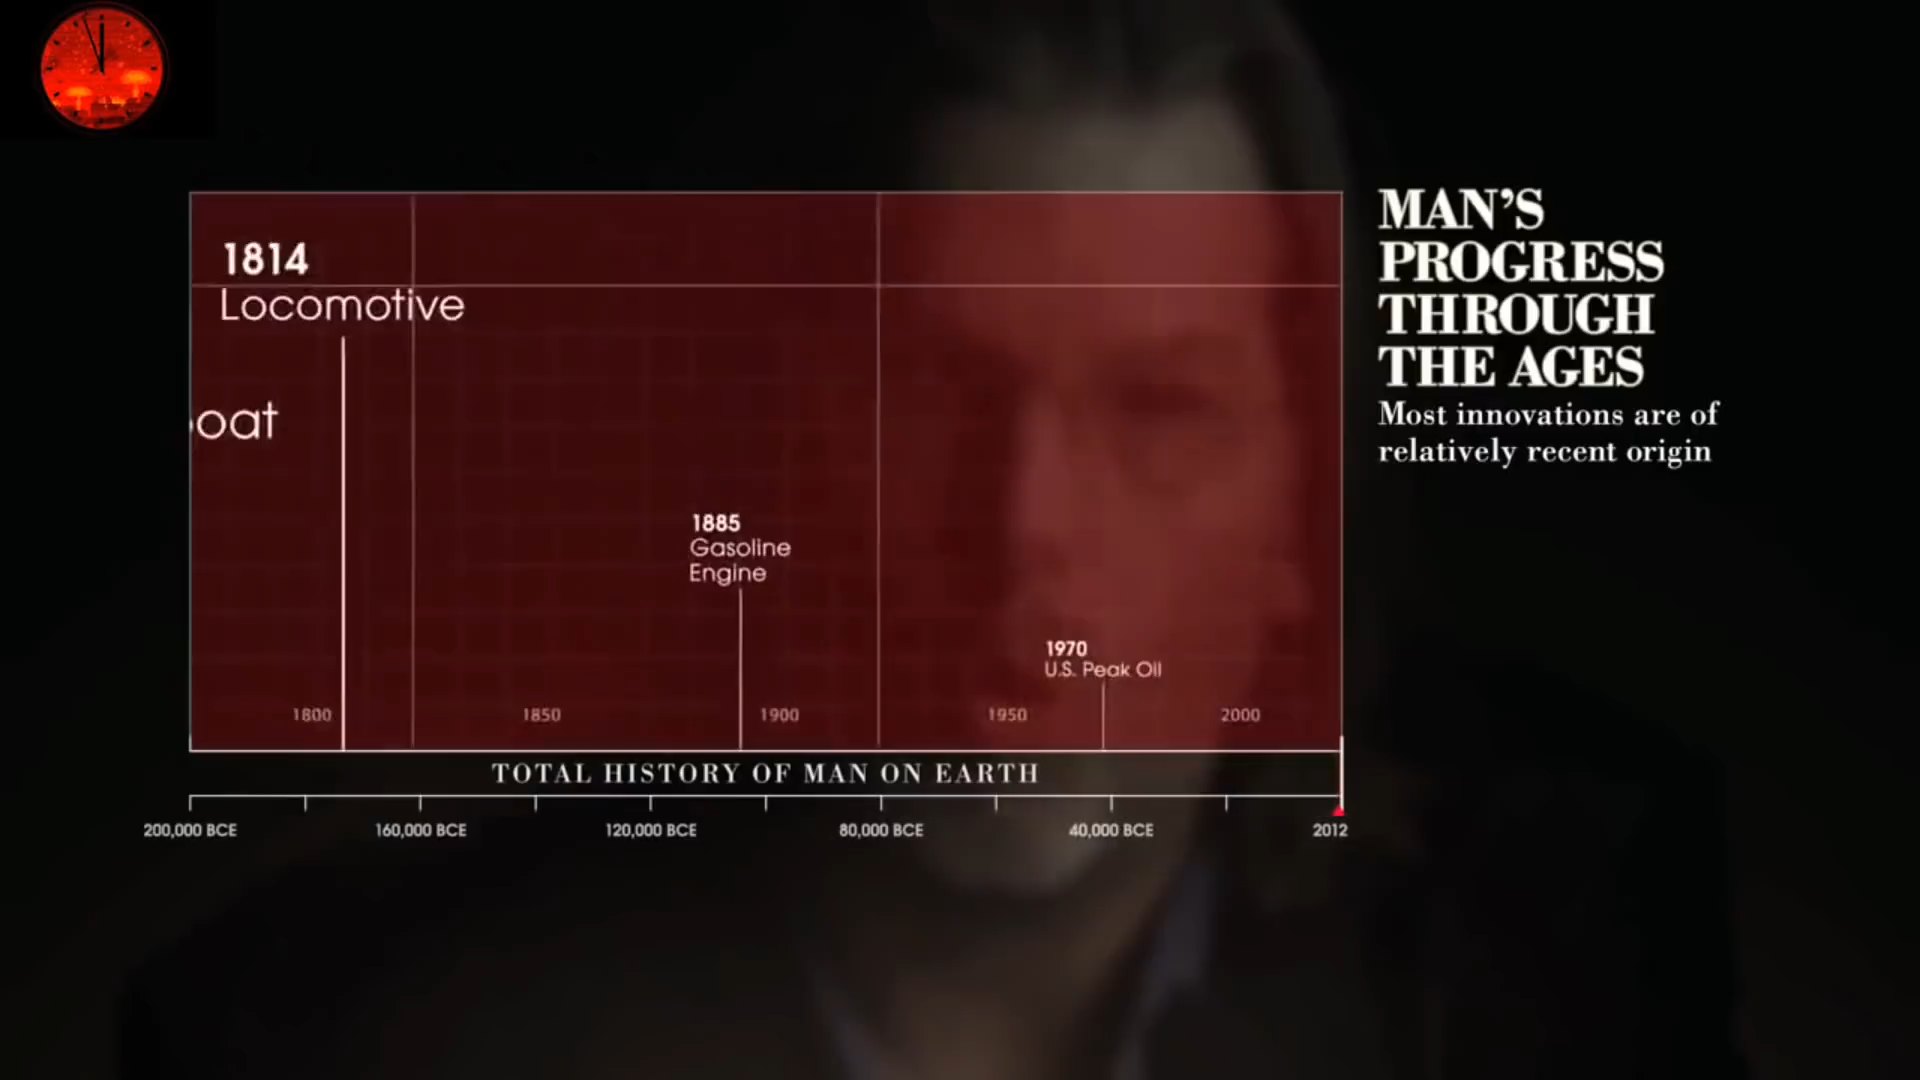 1814
Locomotive
oat
1885
Gasoline
Engine
1970
U.S. Peak Oil
1800
1850
1900
1950
2000
TOTAL HISTORY OF MAN ON EARTH
200,000 BCE
160,000 BCE
120,000 BCE
80,000 BCE
40,000 BCE
2012
MAN'S
PROGRESS
THROUGH
THE AGES
Most innovations are of
relatively recent origin